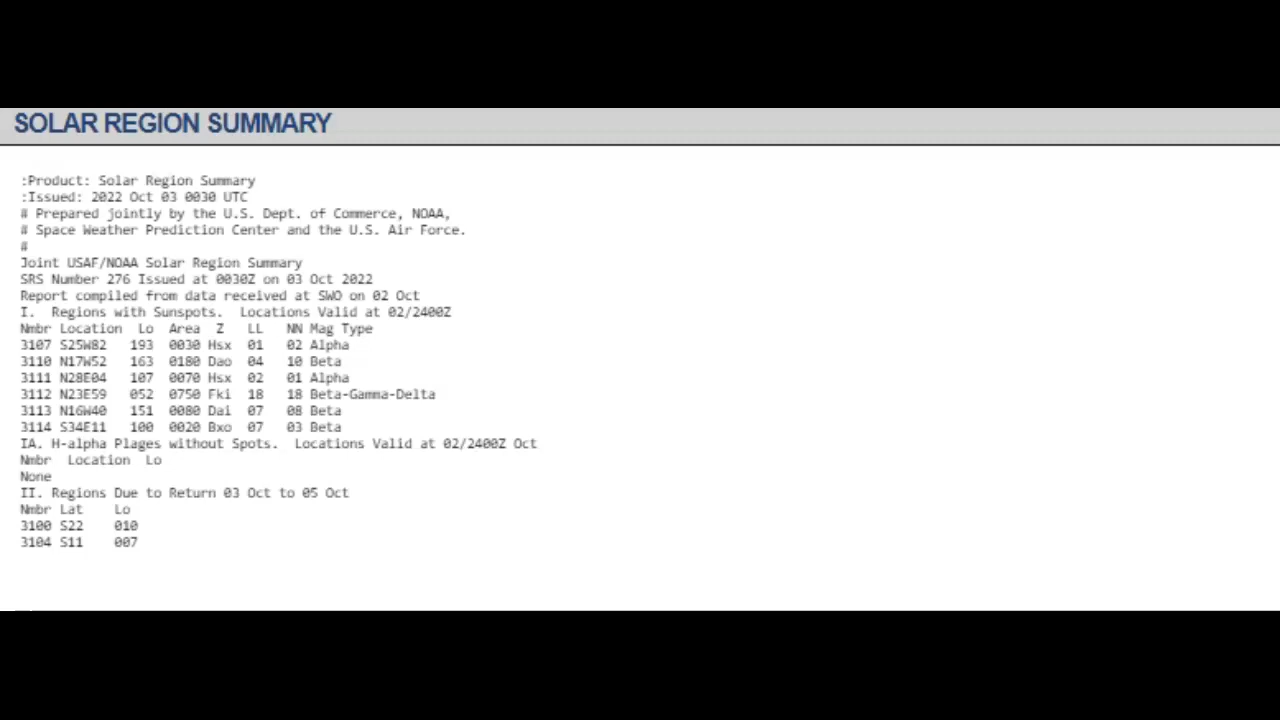 SOLAR REGION SUMMARY
:Product: Solar Region Summary
:Issued: 2022 Oct 03 0030 UTC
# Prepared jointly by the U.S. Dept. of Commerce, NOAA,
# Space Weather Prediction Center and the U.S. Air Force.
#
Joint USAF/NOAA Solar Region Summary
SRS Number 276 Issued at 0030Z on 03 Oct 2022
Report compiled from data received at SWO on 02 Oct
I.  Regions with Sunspots.  Locations Valid at 02/2400Z
Nmbr Location  Lo  Area  Z   LL   NN Mag Type
3107 S25W82   193  0030 Hsx  01   02 Alpha
3110 N17W52   163  0180 Dao  04   10 Beta
3111 N28E04   107  0070 Hsx  02   01 Alpha
3112 N23E59   052  0750 Fki  18   18 Beta-Gamma-Delta
3113 N16W40   151  0080 Dai  07   08 Beta
3114 S34E11   100  0020 Bxo  07   03 Beta
IA. H-alpha Plages without Spots.  Locations Valid at 02/2400Z Oct
Nmbr  Location  Lo
None
II. Regions Due to Return 03 Oct to 05 Oct
Nmbr Lat    Lo
3100 S22    010
3104 S11    007